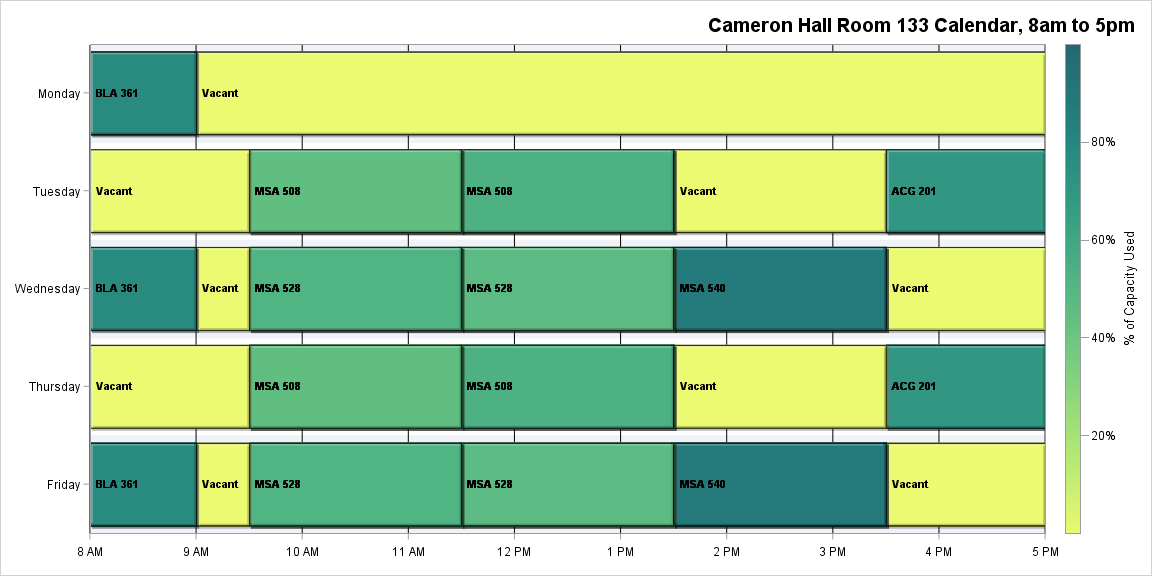 Cameron Hall Room 133 Calendar, 8am to 5pm
Monday
BLA 361
Vacant
Tuesday
Vacant
MSA 508
MSA 508
Vacant
ACG 201
Wednesday
BLA 361
Vacant
MSA 528
MSA 528
MSA 540
Vacant
Thursday
Vacant
MSA 508
MSA 508
Vacant
ACG 201
Friday
BLA 361
Vacant
MSA 528
MSA 528
MSA 540
Vacant
8 AM
9 AM
10 AM
11 AM
12 PM
1 PM
2 PM
3 PM
4 PM
5 PM
80%
60%
40%
20%
% of Capacity Used